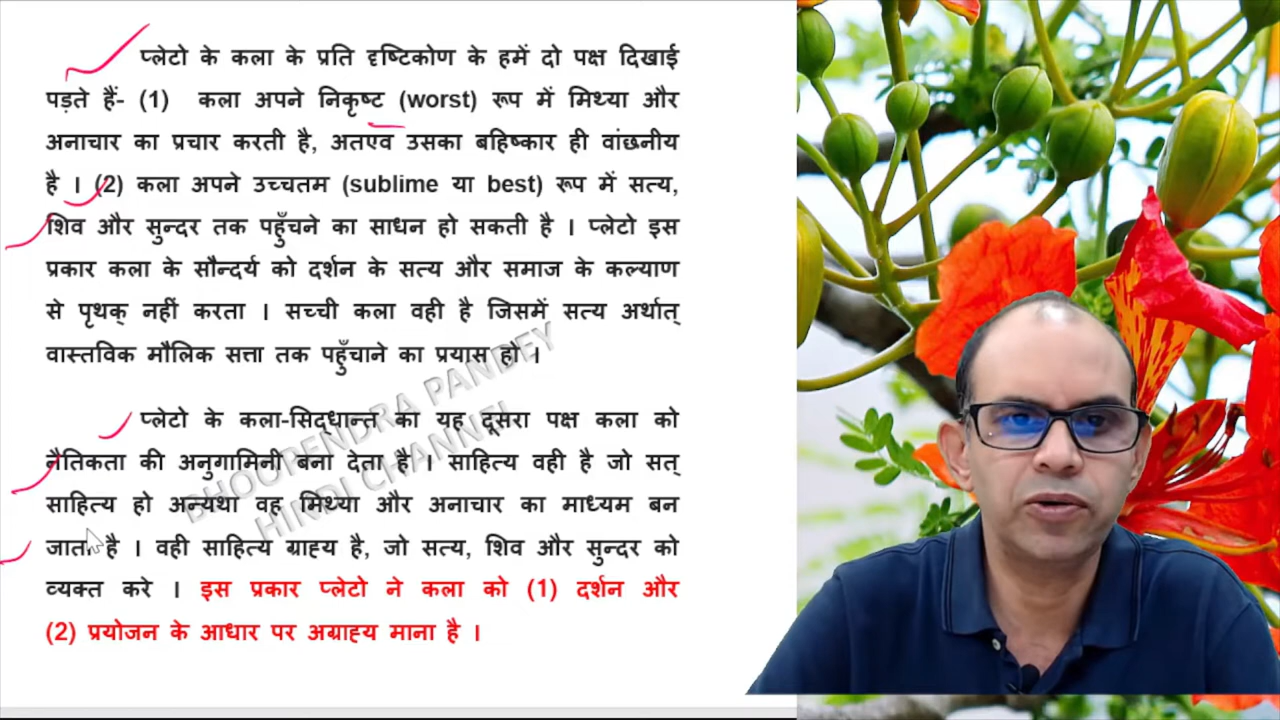 प्लेटो के कला के प्रति दृष्टिकोण के हमें दो पक्ष दिखाई
पड़ते हैं- (1) कला अपने निकृष्ट (worst) रूप में मिथ्या और
अनाचार का प्रचार करती है, अतएव उसका बहिष्कार ही वांछनीय
है । (2) कला अपने उच्चतम (sublime या best) रूप में सत्य,
शिव और सुन्दर तक पहुँचने का साधन हो सकती है । प्लेटो इस
प्रकार कला के सौन्दर्य को दर्शन के सत्य और समाज के कल्याण
से पृथक् नहीं करता । सच्ची कला वही है जिसमें सत्य अर्थात्
वास्तविक मौलिक सत्ता तक पहुँचाने का प्रयास हो ।
प्लेटो के कला-सिद्धान्त का यह दूसरा पक्ष कला को
नैतिकता की अनुगामिनी बना देता है । साहित्य वही है जो सत्
साहित्य हो अन्यथा वह मिथ्या और अनाचार का माध्यम बन
जाता है । वही साहित्य ग्राह्य है, जो सत्य, शिव और सुन्दर को
व्यक्त करे । इस प्रकार प्लेटो ने कला को (1) दर्शन और
(2) प्रयोजन के आधार पर अग्राह्य माना है ।
BHOOPENDRA PANDEY
HINDI CHANNEL